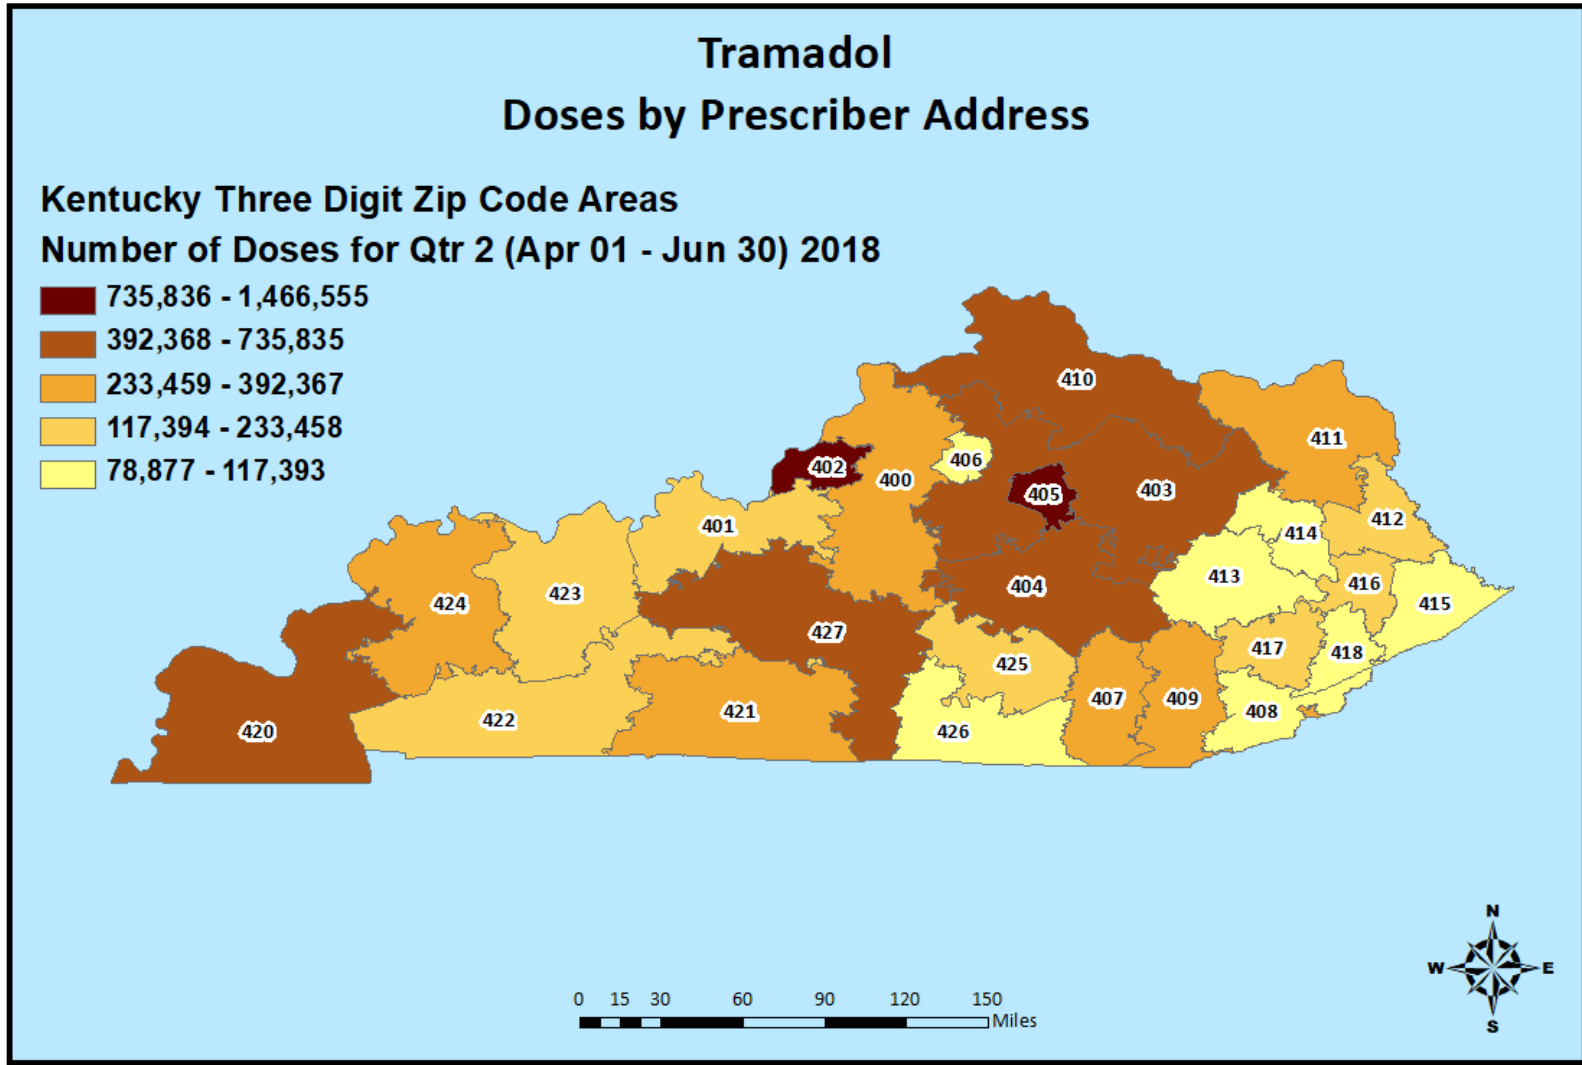 Tramadol
Doses by Prescriber Address
Kentucky Three Digit Zip Code Areas
Number of Doses for Qtr 2 (Apr 01 - Jun 30) 2018
735,836 - 1,466,555
392,368 - 735,835
233,459 - 392,367
117,394 - 233,458
78,877 - 117,393
410
411
406
402
400
405
403
401
412
414
413
416
404
423
424
415
427
417
418
425
407
409
421
408
422
420
426
N
W E
S
0 15 30 60 90 120 150
Miles